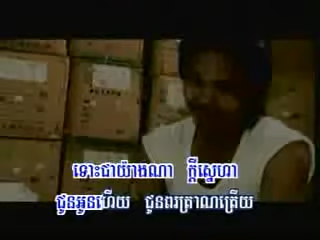 ទោះជាយ៉ាងណា ក្ដីស្នេហា
ជូនអូនហើយ ជូនពរត្រាណត្រើយ